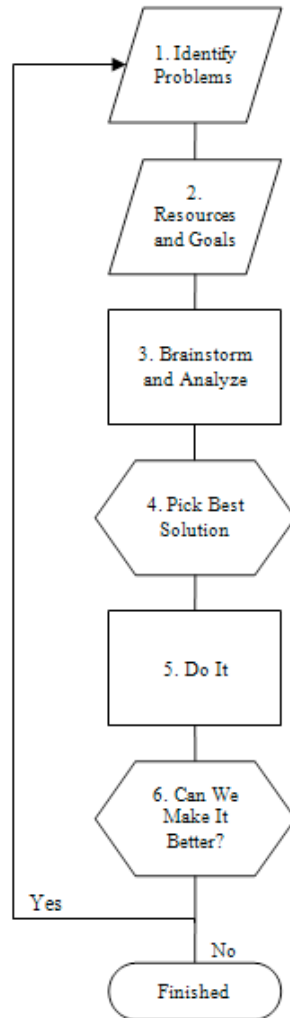 1. Identify
Problems
2.
Resources
and Goals
3. Brainstorm
and Analyze
4. Pick Best
Solution
5. Do It
6. Can We
Make It
Better?
Yes
No
Finished